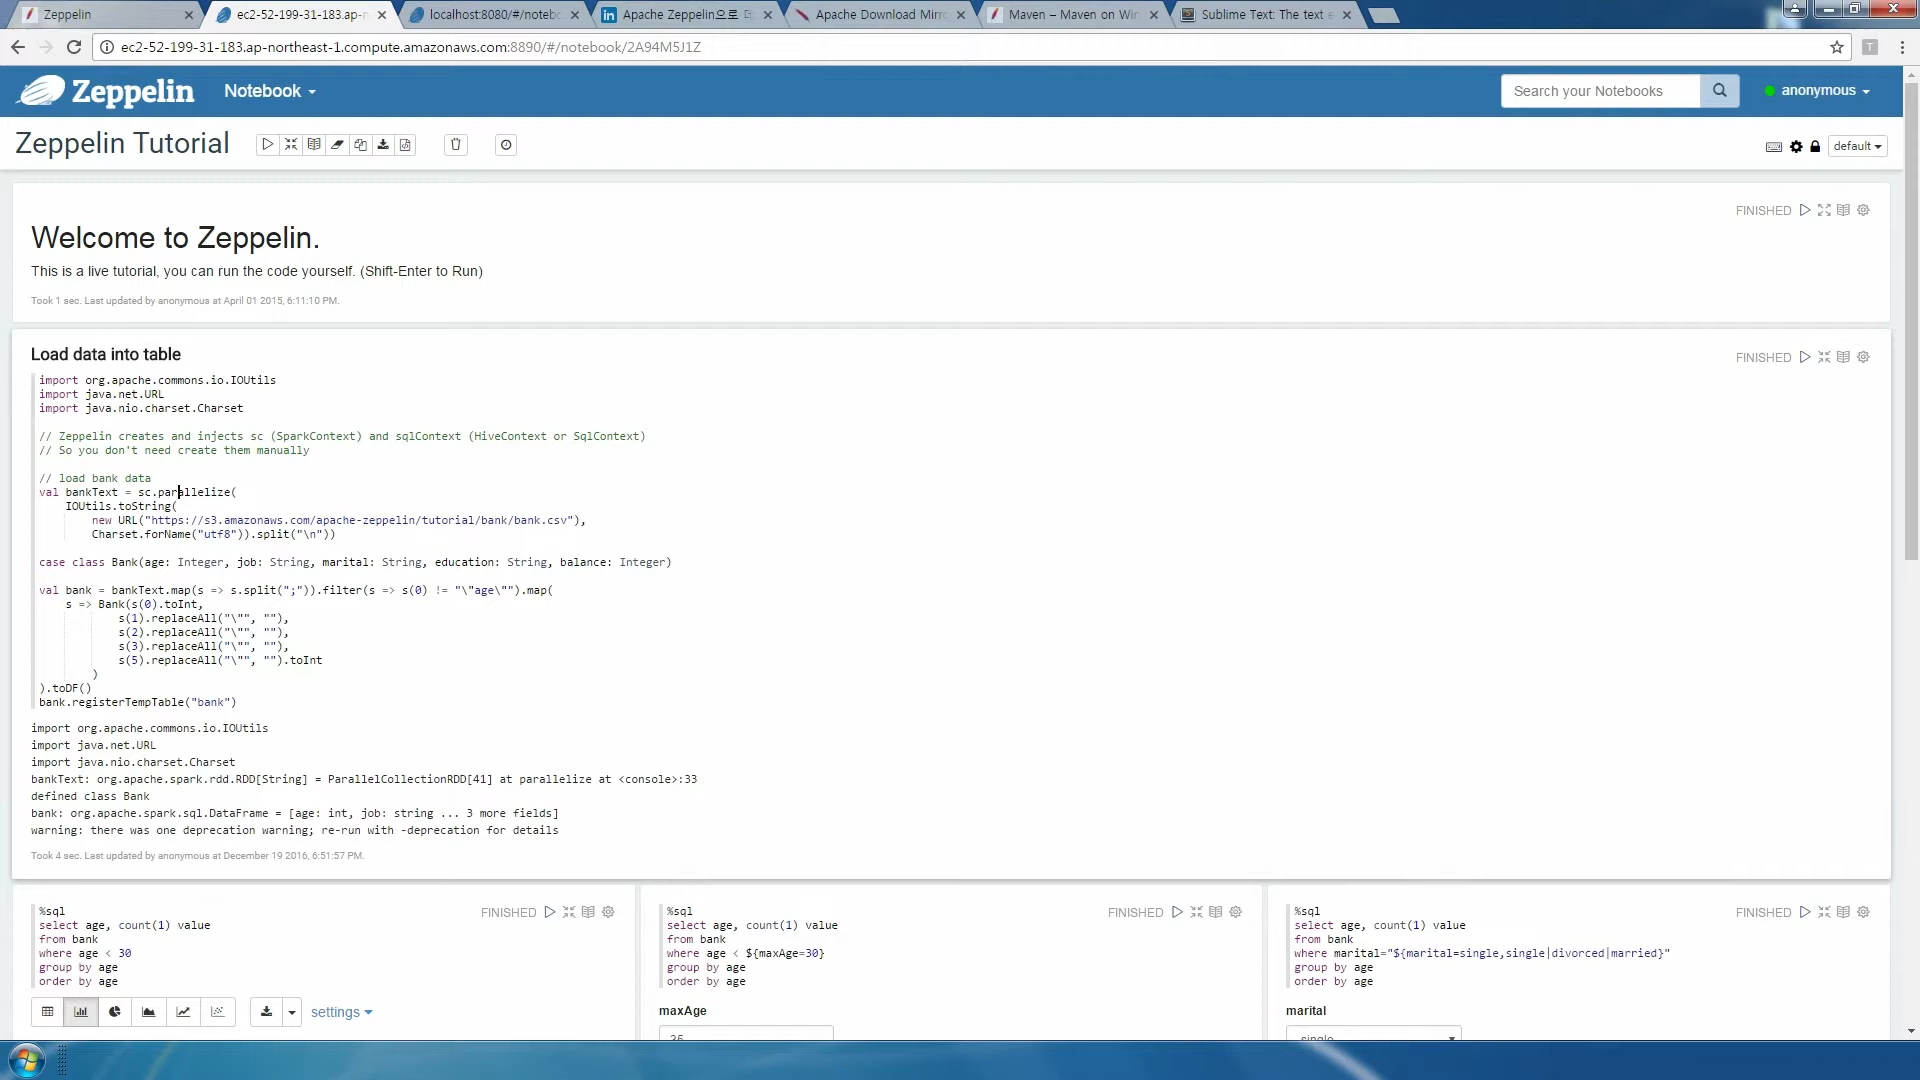 Zeppelin
ec2-52-199-31-183.ap-n
localhost:8080/#/noteb
Apache Zeppelin으로
Apache Download Mirro
Maven – Maven on Win
Sublime Text: The text e
ec2-52-199-31-183.ap-northeast-1.compute.amazonaws.com:8890/#/notebook/2A94M5J1Z
T
Zeppelin
Notebook
Search your Notebooks
anonymous
Zeppelin Tutorial
default
FINISHED
Welcome to Zeppelin.
This is a live tutorial, you can run the code yourself. (Shift-Enter to Run)
Took 1 sec. Last updated by anonymous at April 01 2015, 6:11:10 PM.
Load data into table
FINISHED
import org.apache.commons.io.IOUtils
import java.net.URL
import java.nio.charset.Charset
// Zeppelin creates and injects sc (SparkContext) and sqlContext (HiveContext or SqlContext)
// So you don't need create them manually
// load bank data
val bankText = sc.parallelize(
IOUtils.toString(
new URL("https://s3.amazonaws.com/apache-zeppelin/tutorial/bank/bank.csv"),
Charset.forName("utf8")).split("\n"))
case class Bank(age: Integer, job: String, marital: String, education: String, balance: Integer)
val bank = bankText.map(s => s.split(";")).filter(s => s(0) != "\"age\"").map(
s => Bank(s(0).toInt,
s(1).replaceAll("\"", ""),
s(2).replaceAll("\"", ""),
s(3).replaceAll("\"", ""),
s(5).replaceAll("\"", "").toInt
)
).toDF()
bank.registerTempTable("bank")
import org.apache.commons.io.IOUtils
import java.net.URL
import java.nio.charset.Charset
bankText: org.apache.spark.rdd.RDD[String] = ParallelCollectionRDD[41] at parallelize at <console>:33
defined class Bank
bank: org.apache.spark.sql.DataFrame = [age: int, job: string ... 3 more fields]
warning: there was one deprecation warning; re-run with -deprecation for details
Took 4 sec. Last updated by anonymous at December 19 2016, 6:51:57 PM.
%sql
FINISHED
select age, count(1) value
from bank
where age < 30
group by age
order by age
settings
%sql
FINISHED
select age, count(1) value
from bank
where age < ${maxAge=30}
group by age
order by age
maxAge
35
%sql
FINISHED
select age, count(1) value
from bank
where marital="${marital=single,single|divorced|married}"
group by age
order by age
marital
single